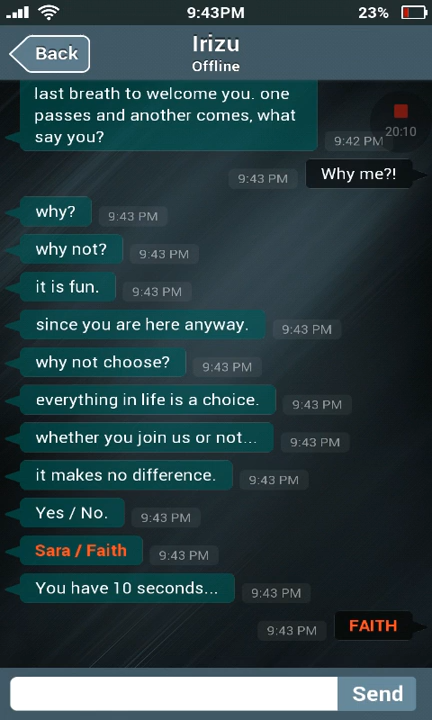 9:43PM
23%
Back
Irizu
Offline
last breath to welcome you. one
passes and another comes, what
say you?
9:42 PM
20:10
9:43 PM
Why me?!
why?
9:43 PM
why not?
9:43 PM
it is fun.
9:43 PM
since you are here anyway.
9:43 PM
why not choose?
9:43 PM
everything in life is a choice.
9:43 PM
whether you join us or not...
9:43 PM
it makes no difference.
9:43 PM
Yes / No.
9:43 PM
Sara / Faith
9:43 PM
You have 10 seconds...
9:43 PM
9:43 PM
FAITH
Send